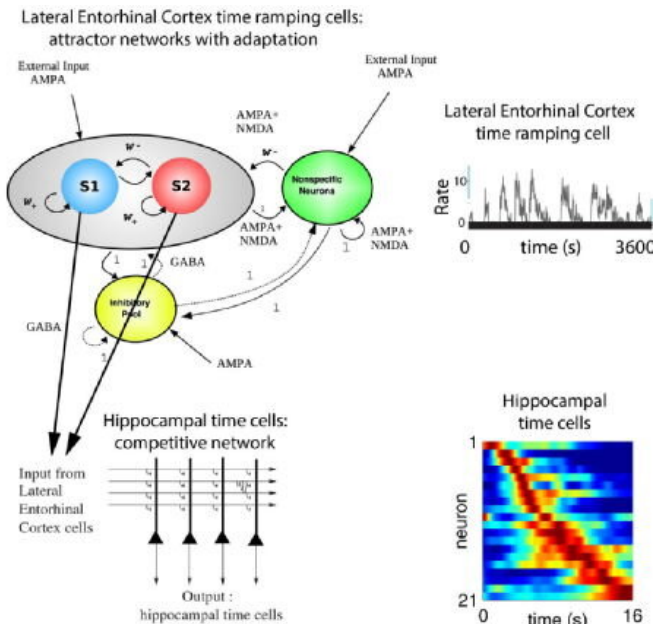 Lateral Entorhinal Cortex time ramping cells:
attractor networks with adaptation
External Input
AMPA
External Input
AMPA
AMPA+
NMDA
w-
w-
S1
S2
w+
w+
Nonspecific
Neurons
1
AMPA+
NMDA
1
AMPA+
NMDA
1
1
GABA
1
1
Inhibitory
Pool
GABA
1
AMPA
Lateral Entorhinal Cortex
time ramping cell
Rate
10
0
0
time (s)
3600
Hippocampal time cells:
competitive network
Input from
Lateral
Entorhinal
Cortex cells
Output :
hippocampal time cells
Hippocampal
time cells
1
neuron
21
0
time (s)
16